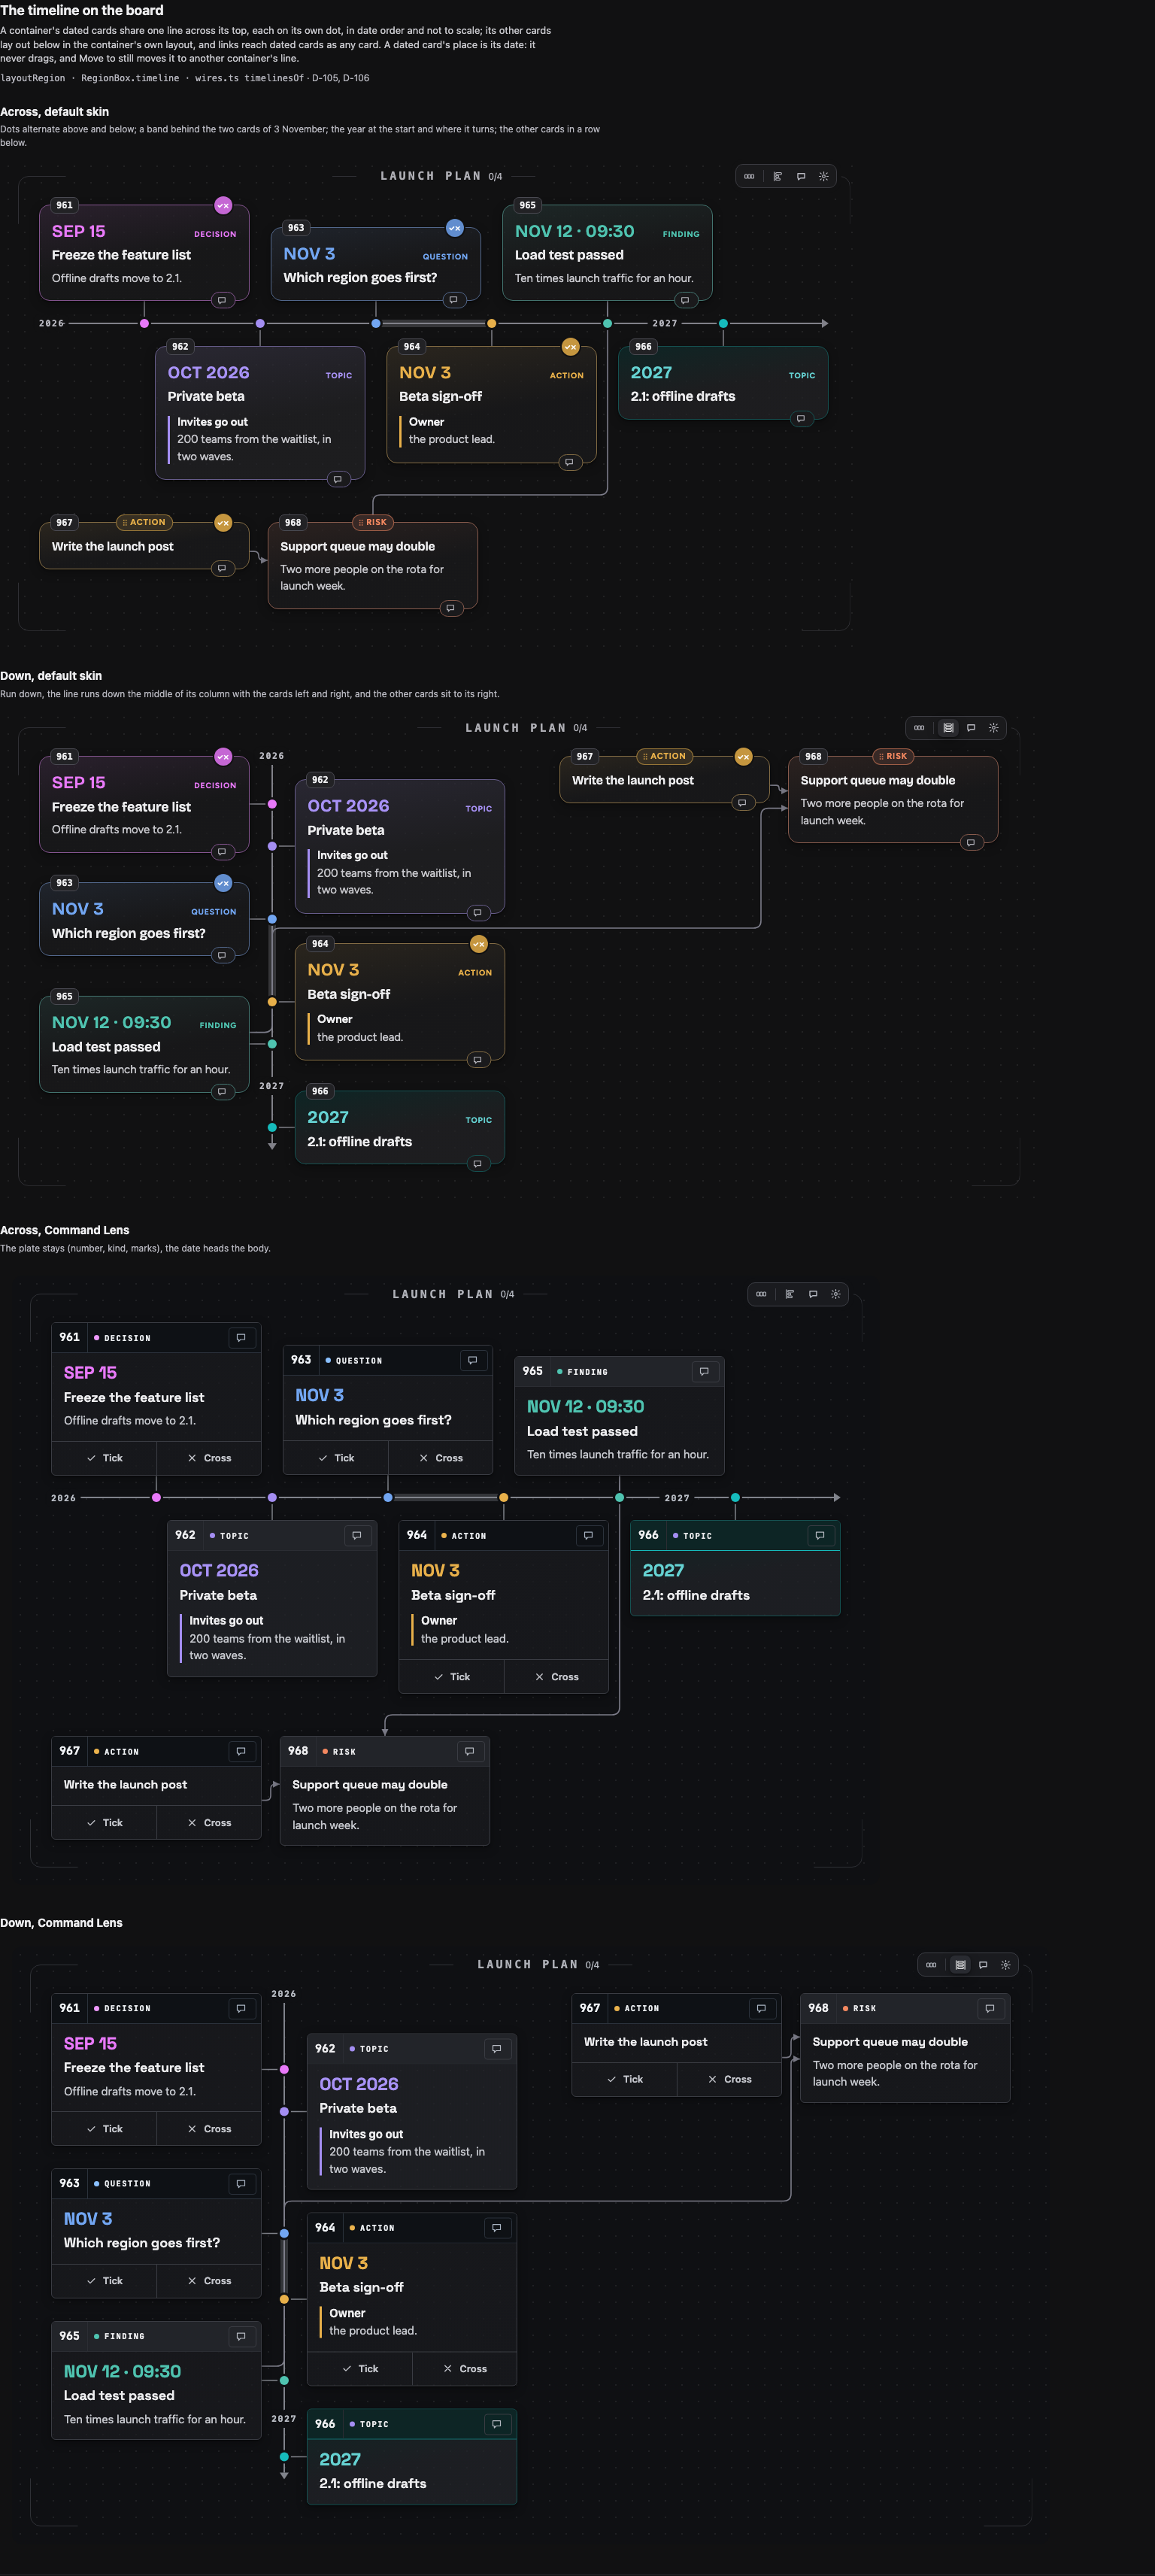 The timeline on the board
A container's dated cards share one line across its top, each on its own dot, in date order and not to scale; its other cards
lay out below in the container's own layout, and links reach dated cards as any card. A dated card's place is its date: it
never drags, and Move to still moves it to another container's line.
layoutRegion · RegionBox.timeline · wires.ts timelinesOf · D-105, D-106
Across, default skin
Dots alternate above and below; a band behind the two cards of 3 November; the year at the start and where it turns; the other cards in a row
below.
LAUNCH PLAN 0/4
961
SEP 15 DECISION
Freeze the feature list
Offline drafts move to 2.1.
963
NOV 3 QUESTION
Which region goes first?
965
NOV 12 · 09:30 FINDING
Load test passed
Ten times launch traffic for an hour.
2026
2027
962
OCT 2026 TOPIC
Private beta
Invites go out
200 teams from the waitlist, in
two waves.
964
NOV 3 ACTION
Beta sign-off
Owner
the product lead.
966
2027 TOPIC
2.1: offline drafts
967 ACTION
Write the launch post
968 RISK
Support queue may double
Two more people on the rota for
launch week.
Down, default skin
Run down, the line runs down the middle of its column with the cards left and right, and the other cards sit to its right.
LAUNCH PLAN 0/4
961
SEP 15 DECISION
Freeze the feature list
Offline drafts move to 2.1.
2026
962
OCT 2026 TOPIC
Private beta
Invites go out
200 teams from the waitlist, in
two waves.
967 ACTION
Write the launch post
968 RISK
Support queue may double
Two more people on the rota for
launch week.
963
NOV 3 QUESTION
Which region goes first?
964
NOV 3 ACTION
Beta sign-off
Owner
the product lead.
965
NOV 12 · 09:30 FINDING
Load test passed
Ten times launch traffic for an hour.
2027
966
2027 TOPIC
2.1: offline drafts
Across, Command Lens
The plate stays (number, kind, marks), the date heads the body.
LAUNCH PLAN 0/4
961 DECISION
SEP 15
Freeze the feature list
Offline drafts move to 2.1.
Tick Cross
963 QUESTION
NOV 3
Which region goes first?
Tick Cross
965 FINDING
NOV 12 · 09:30
Load test passed
Ten times launch traffic for an hour.
2026
2027
962 TOPIC
OCT 2026
Private beta
Invites go out
200 teams from the waitlist, in
two waves.
964 ACTION
NOV 3
Beta sign-off
Owner
the product lead.
Tick Cross
966 TOPIC
2027
2.1: offline drafts
967 ACTION
Write the launch post
Tick Cross
968 RISK
Support queue may double
Two more people on the rota for
launch week.
Down, Command Lens
LAUNCH PLAN 0/4
961 DECISION
SEP 15
Freeze the feature list
Offline drafts move to 2.1.
Tick Cross
2026
962 TOPIC
OCT 2026
Private beta
Invites go out
200 teams from the waitlist, in
two waves.
967 ACTION
Write the launch post
Tick Cross
968 RISK
Support queue may double
Two more people on the rota for
launch week.
963 QUESTION
NOV 3
Which region goes first?
Tick Cross
964 ACTION
NOV 3
Beta sign-off
Owner
the product lead.
Tick Cross
965 FINDING
NOV 12 · 09:30
Load test passed
Ten times launch traffic for an hour.
2027
966 TOPIC
2027
2.1: offline drafts